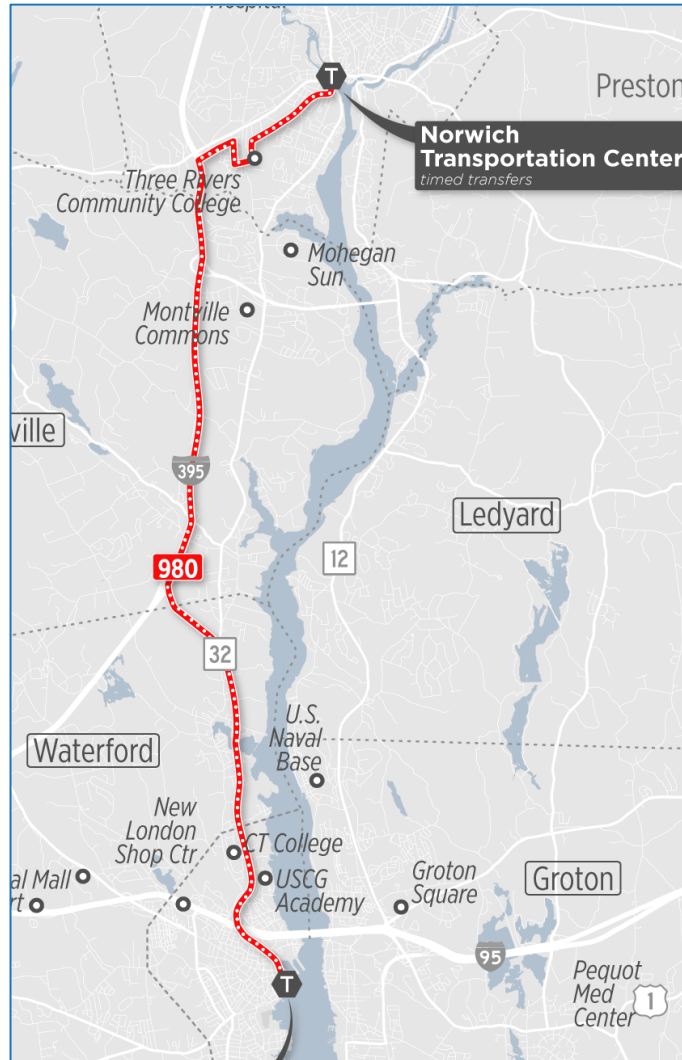 Hospital
T
Preston
Norwich
Transportation Center
timed transfers
Three Rivers
Community College
Mohegan
Sun
Montville
Commons
ville
395
Ledyard
12
980
32
U.S.
Naval
Base
Waterford
New
London
Shop Ctr
CT College
al Mall
rt
USCG
Academy
Groton
Square
Groton
95
T
Pequot
Med
Center
1